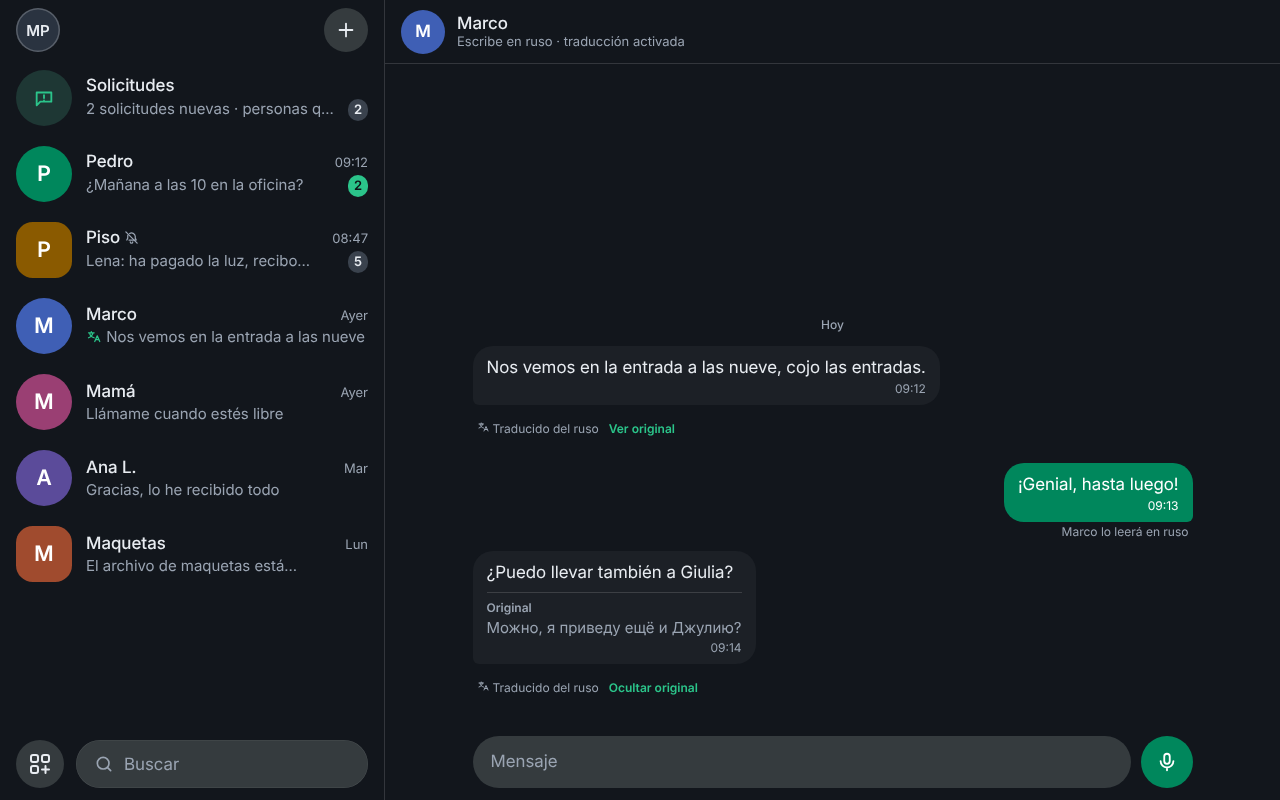 MP
Solicitudes
2 solicitudes nuevas · personas q...
2
Pedro
09:12
¿Mañana a las 10 en la oficina?
2
P
Piso
08:47
Lena: ha pagado la luz, recibo...
5
P
Marco
Ayer
Nos vemos en la entrada a las nueve
M
Mamá
Ayer
Llámame cuando estés libre
M
Ana L.
Mar
Gracias, lo he recibido todo
A
Maquetas
Lun
El archivo de maquetas está...
M
Buscar
M
Marco
Escribe en ruso · traducción activada
Hoy
Nos vemos en la entrada a las nueve, cojo las entradas.
09:12
Traducido del ruso Ver original
¡Genial, hasta luego!
09:13
Marco lo leerá en ruso
¿Puedo llevar también a Giulia?
Original
Можно, я приведу ещё и Джулию?
09:14
Traducido del ruso Ocultar original
Mensaje